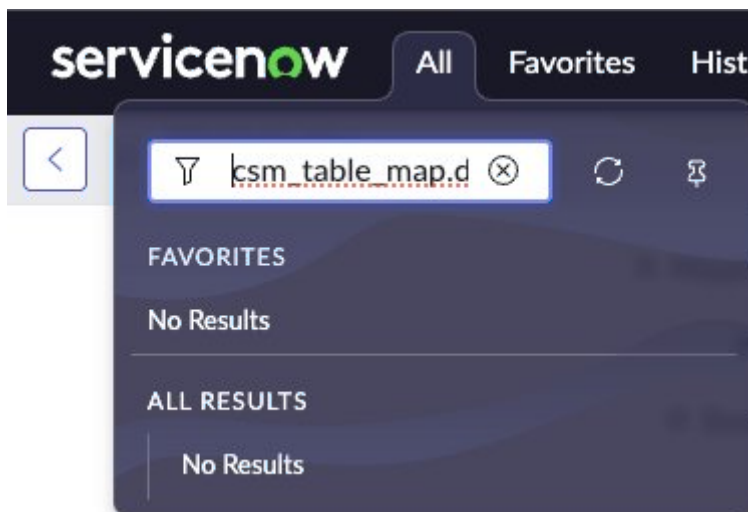 servicenow All Favorites Hist
csm_table_map.d
FAVORITES
No Results
ALL RESULTS
No Results